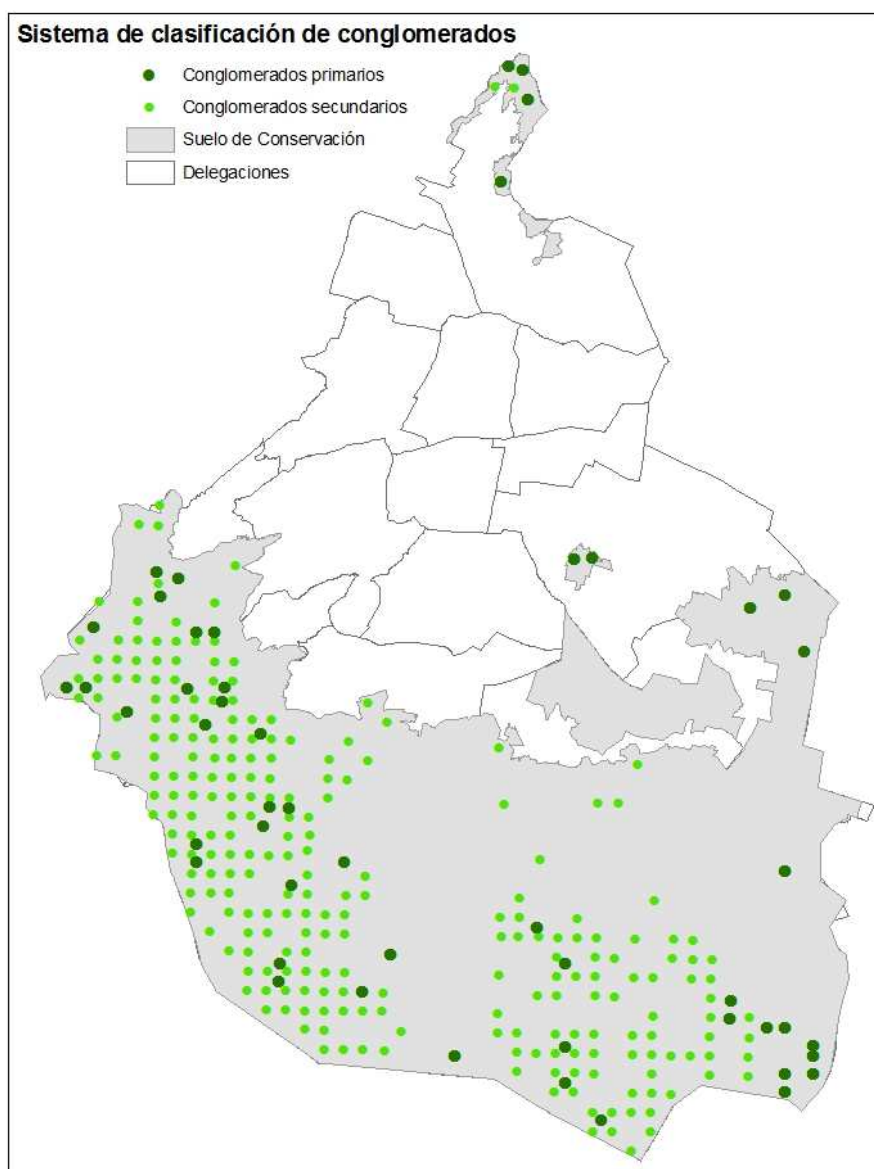 Sistema de clasificación de conglomerados
Conglomerados primarios
Conglomerados secundarios
Suelo de Conservación
Delegaciones